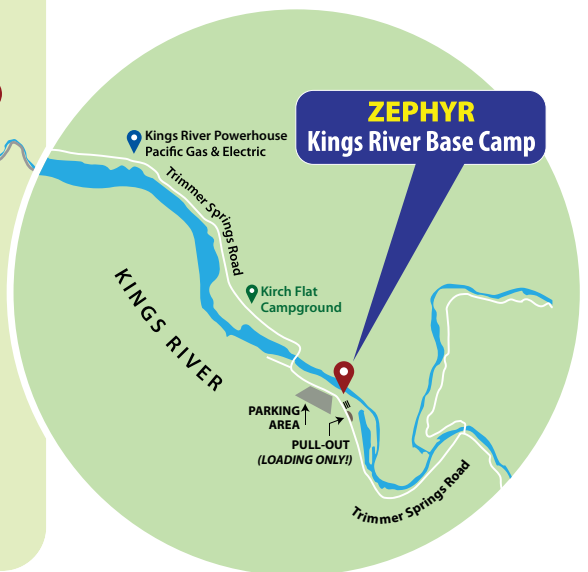 ZEPHYR
Kings River Base Camp
Kings River Powerhouse
Pacific Gas & Electric
Trimmer Springs Road
Kirch Flat
Campground
KINGS RIVER
PARKING
AREA
PULL-OUT
(LOADING ONLY!)
Trimmer Springs Road